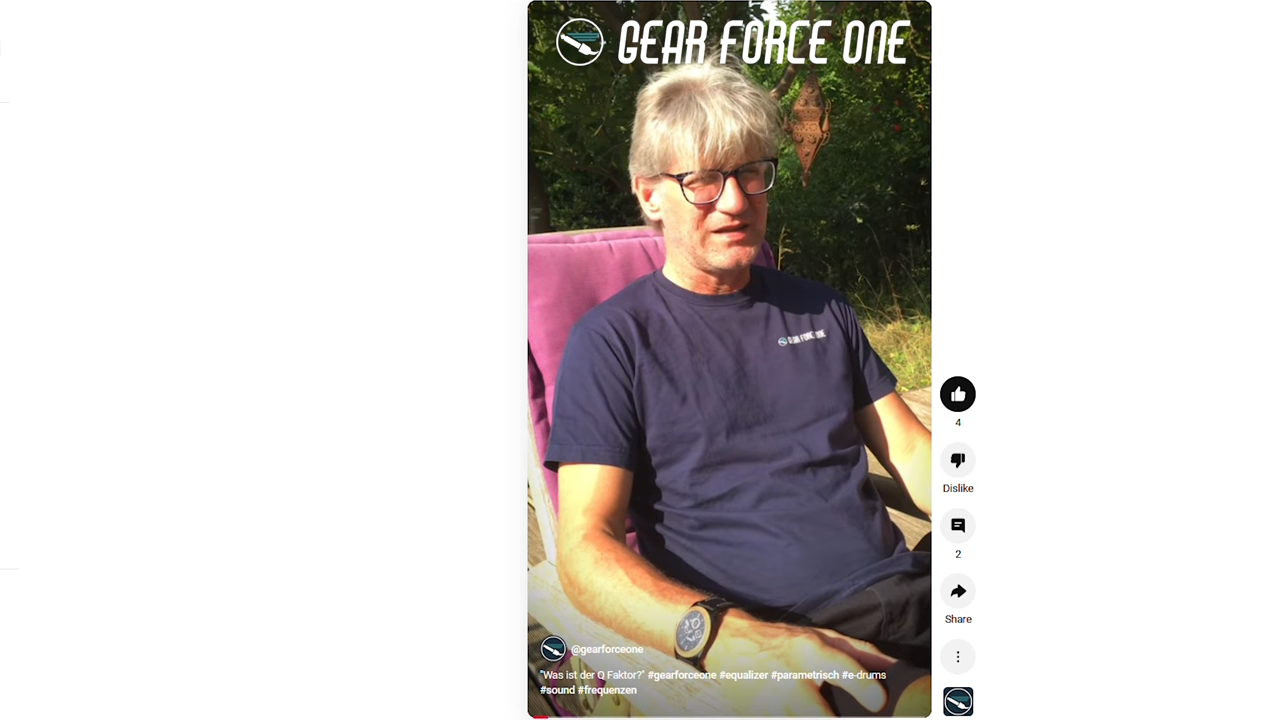 GEAR FORCE ONE
GEAR FORCE ONE
4
Dislike
2
Share
@gearforceone
"Was ist der Q Faktor?" #gearforceone #equalizer #parametrisch #e-drums
#sound #frequenzen